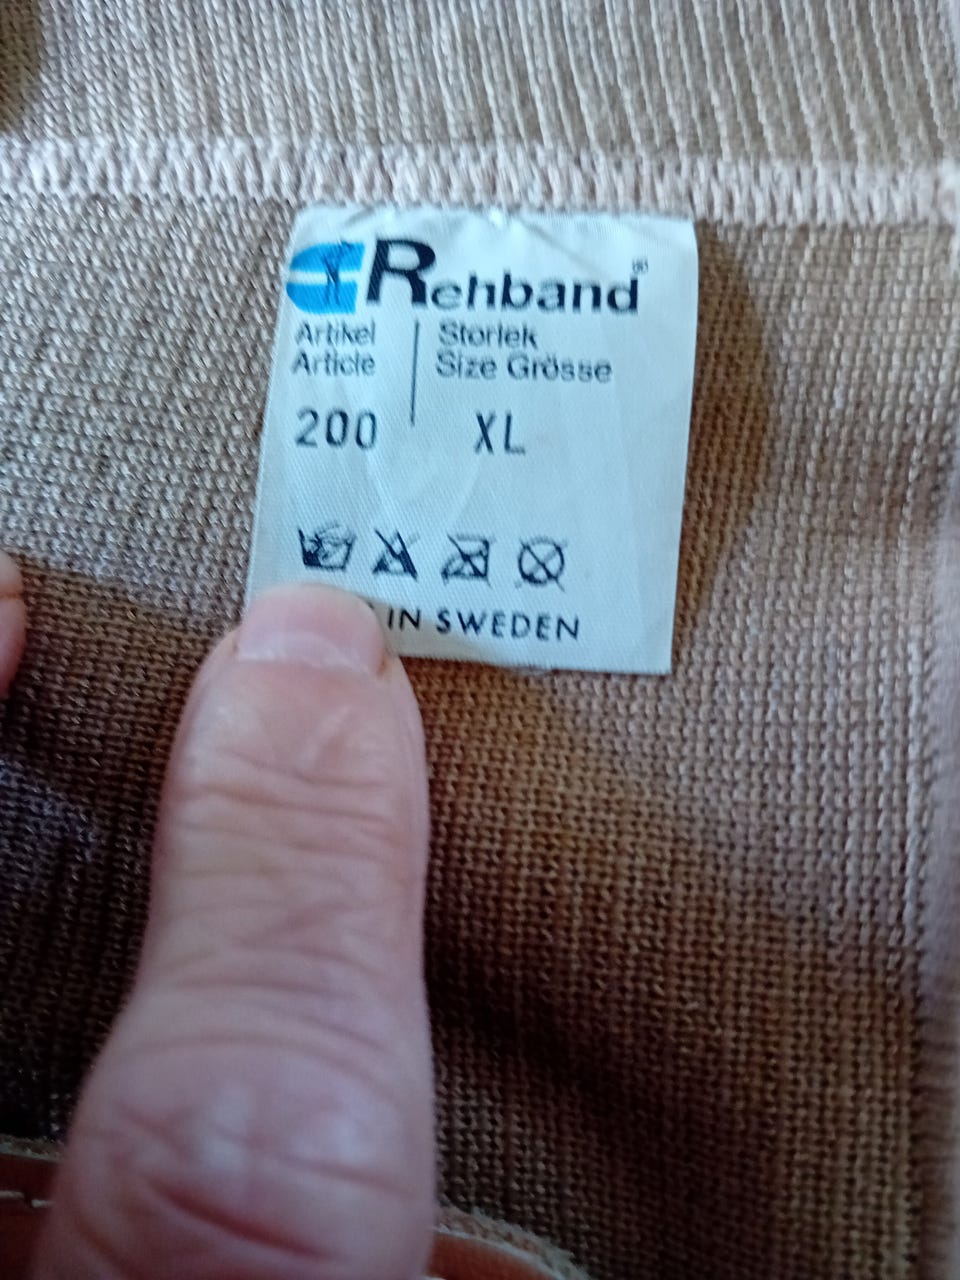 Rehband®
Artikel Storlek
Article Size Grösse
200 XL
IN SWEDEN